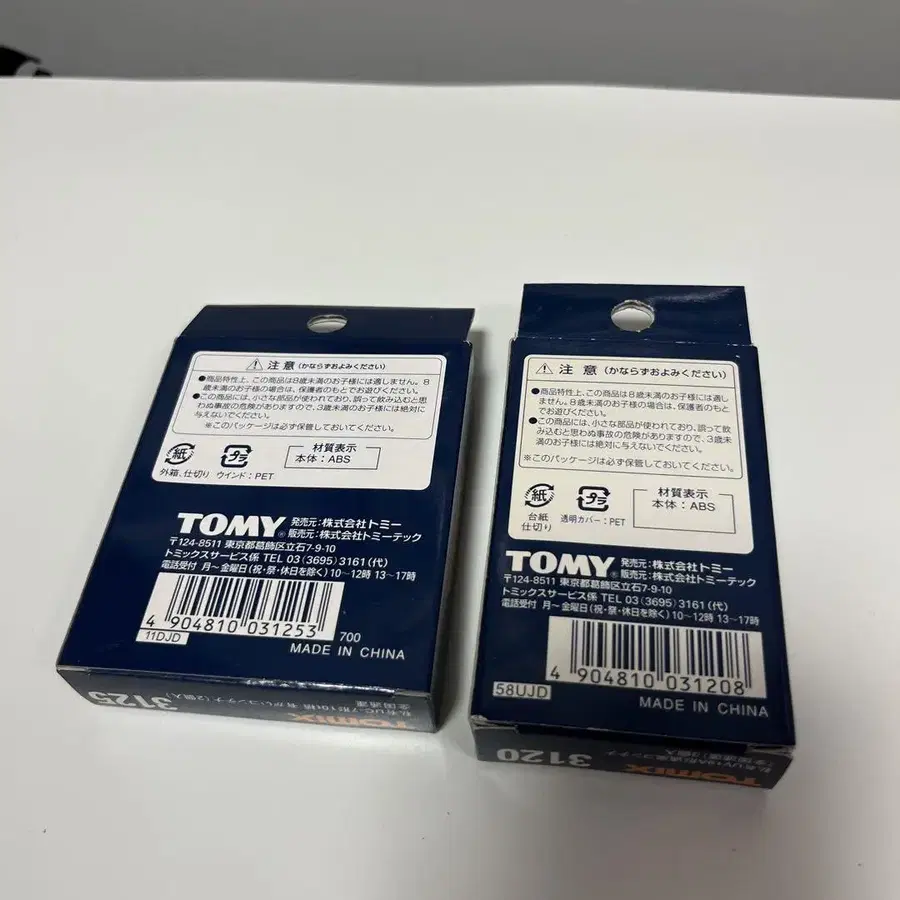 注意(かならずおよみください)
●商品特性上、この商品は8歳未満のお子様には適しません。8
歳未満のお子様の場合は、保護者のもとでお遊びください。
●この商品には、小さな部品が使われており、誤って飲み込むと思
わぬ事故の危険がありますので、3歳未満のお子様には絶対に
与えないでください。
※このパッケージは必ず保管しておいてください。
紙
外箱、仕切り
プラ
ウインド:PET
材質表示
本体:ABS
TOMY® 発売元:株式会社トミー
販売元:株式会社トミーテック
〒124-8511 東京都葛飾区立石7-9-10
トミックスサービス係 TEL 03(3695)3161(代)
電話受付 月~金曜日(祝・祭・休日を除く)10~12時 13~17時
4 904810 031253
11DJD
700
MADE IN CHINA
TOMIX
3125
全国通運
注意(かならずおよみください)
●商品特性上、この商品は8歳未満のお子様には適しま
せん。8歳未満のお子様の場合は、保護者のもと
でお遊びください。
●この商品には、小さな部品が使われており、誤って飲
み込むと思わぬ事故の危険がありますので、3歳未
満のお子様には絶対に与えないでください。
※このパッケージは必ず保管しておいてください。
紙
台紙
仕切り
プラ
透明カバー:PET
材質表示
本体:ABS
TOMY® 発売元:株式会社トミー
販売元:株式会社トミーテック
〒124-8511 東京都葛飾区立石7-9-10
トミックスサービス係 TEL 03(3695)3161(代)
電話受付 月~金曜日(祝・祭・休日を除く)10~12時 13~17時
4 904810 031208
58UJD
MADE IN CHINA
TOMIX
3120